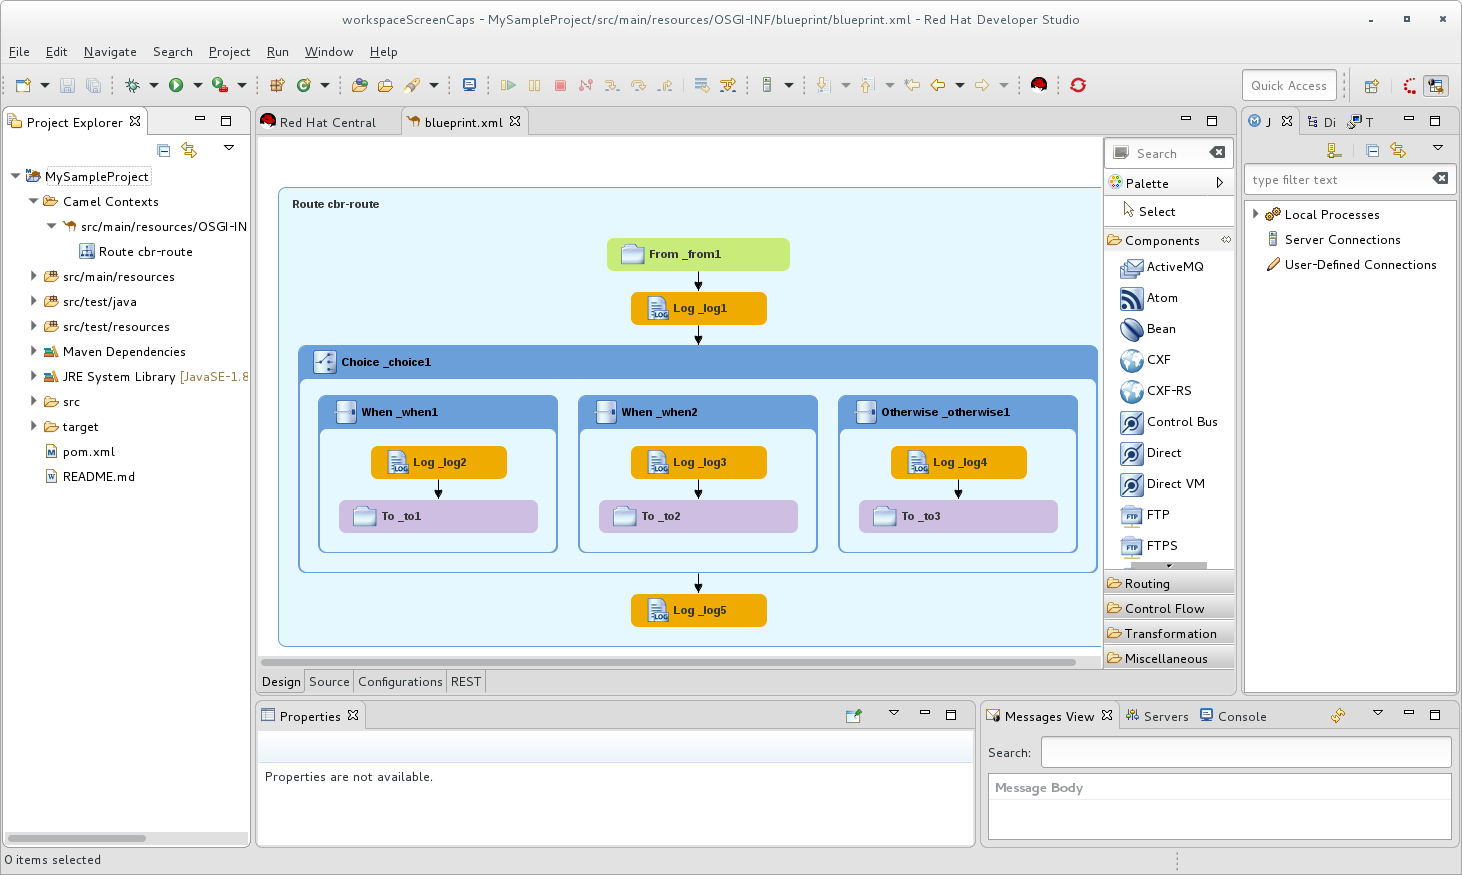 workspaceScreenCaps - MySampleProject/src/main/resources/OSGI-INF/blueprint/blueprint.xml - Red Hat Developer Studio
File Edit Navigate Search Project Run Window Help
Quick Access
Project Explorer
MySampleProject
Camel Contexts
src/main/resources/OSGI-IN
Route cbr-route
src/main/resources
src/test/java
src/test/resources
Maven Dependencies
JRE System Library [JavaSE-1.8
src
target
pom.xml
README.md
Red Hat Central
blueprint.xml
Route cbr-route
From _from1
Log _log1
Choice _choice1
When _when1
When _when2
Otherwise _otherwise1
Log _log2
Log _log3
Log _log4
To _to1
To _to2
To _to3
Log _log5
Search
Palette
Select
Components
ActiveMQ
Atom
Bean
CXF
CXF-RS
Control Bus
Direct
Direct VM
FTP
FTPS
Routing
Control Flow
Transformation
Miscellaneous
Design Source Configurations REST
J Di T
type filter text
Local Processes
Server Connections
User-Defined Connections
Properties
Properties are not available.
Messages View Servers Console
Search:
Message Body
0 items selected